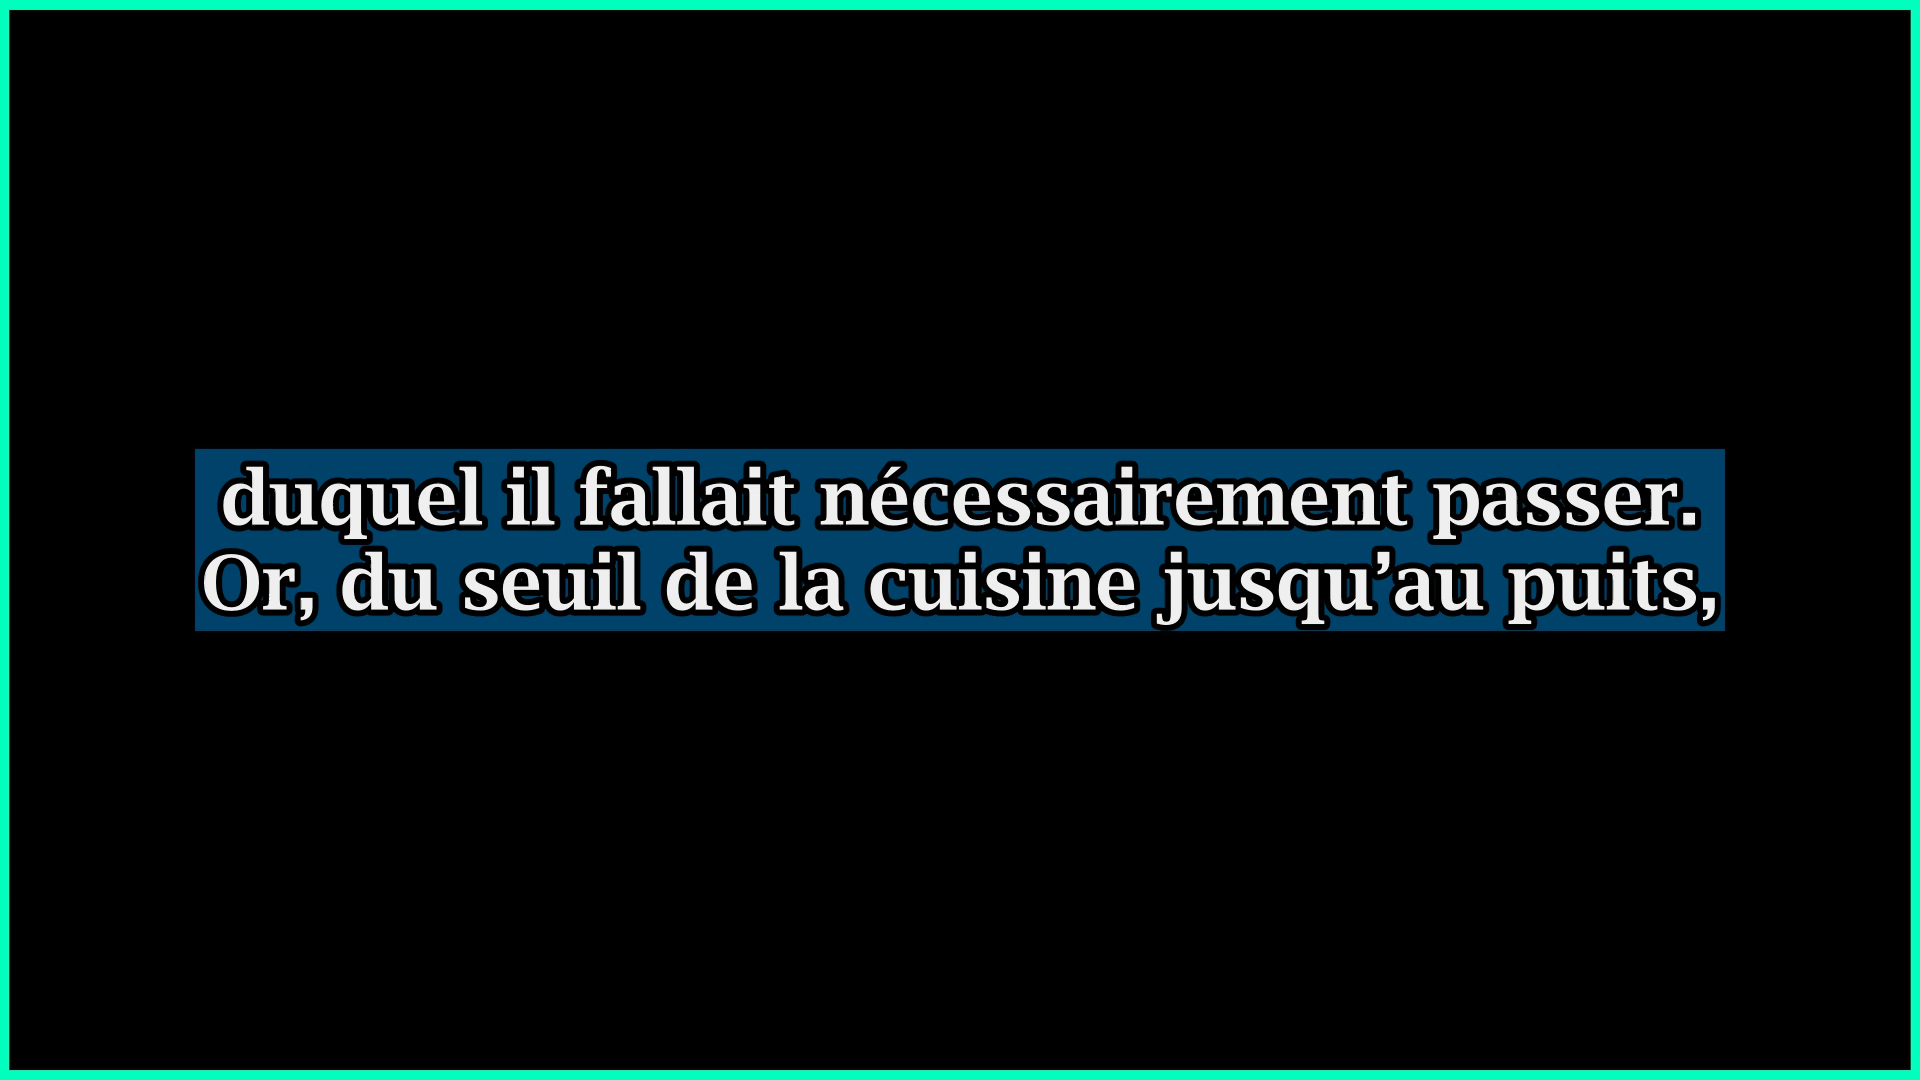 duquel il fallait nécessairement passer.
Or, du seuil de la cuisine jusqu’au puits,